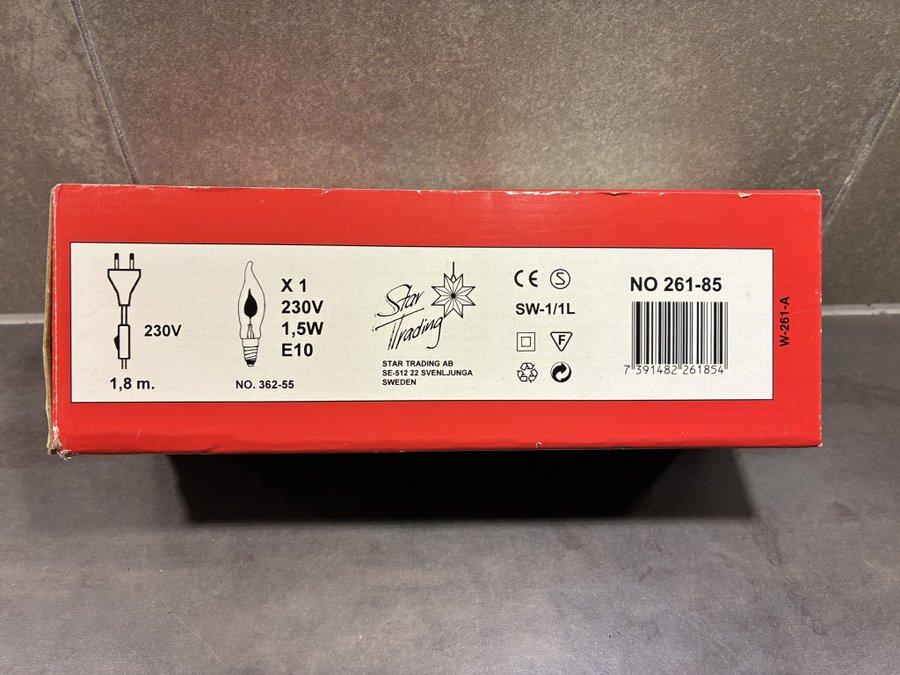 230V
1,8 m.
X 1
230V
1,5W
E10
NO. 362-55
Star
Trading
STAR TRADING AB
SE-512 22 SVENLJUNGA
SWEDEN
CE S
SW-1/1L
F
NO 261-85
7 391482 261854
W-261-A